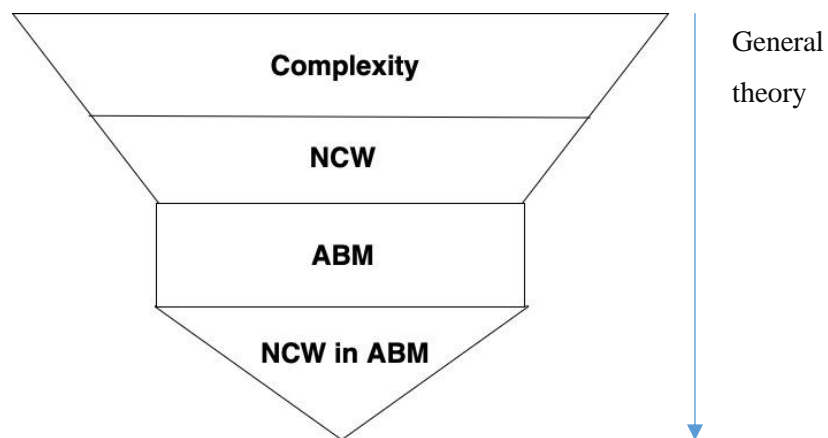 Complexity
NCW
ABM
NCW in ABM
General
theory